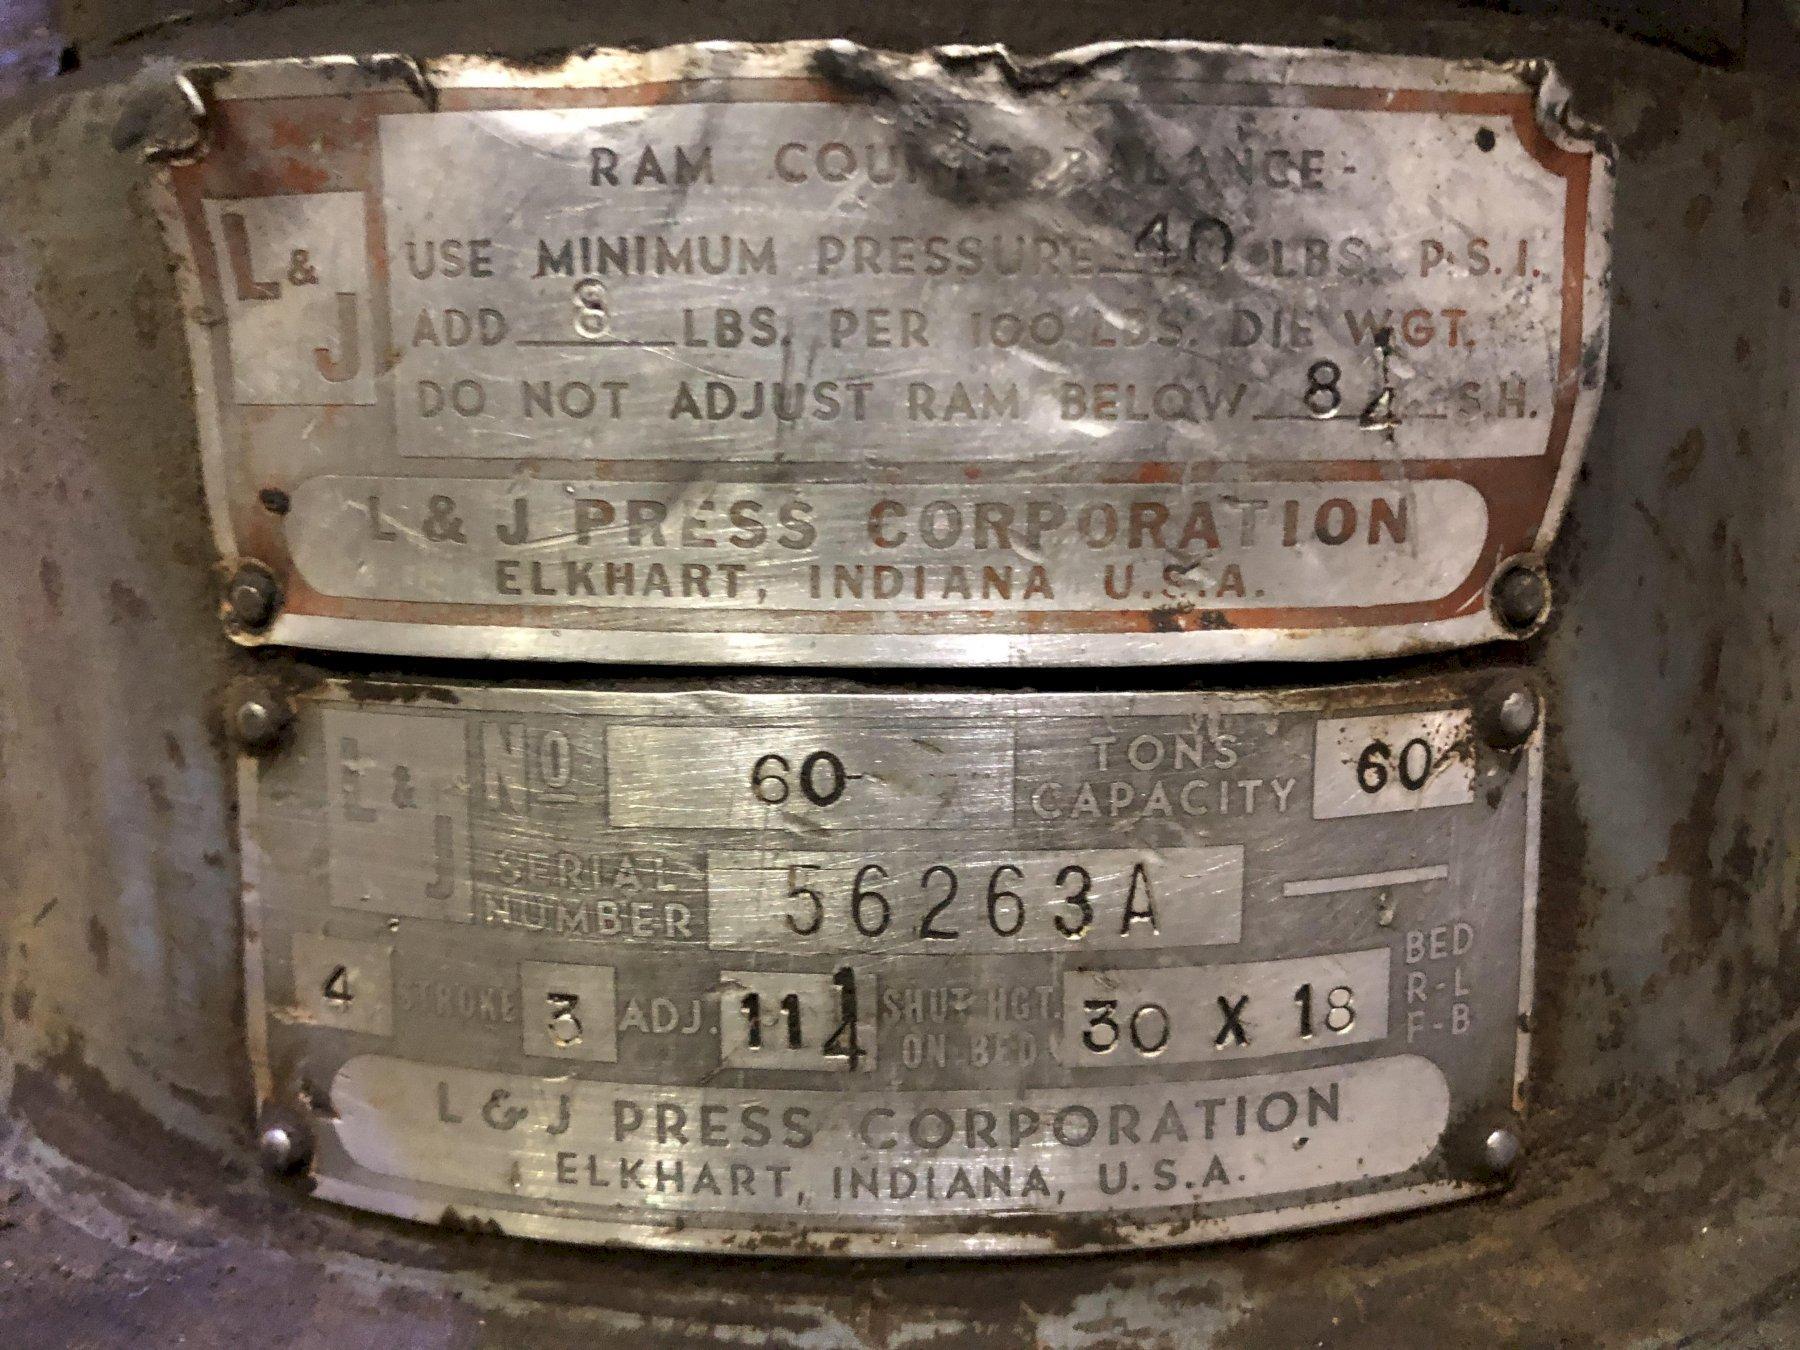 RAM COUNTERBALANCE
L & J
USE MINIMUM PRESSURE 40 LBS. P.S.I.
ADD 8 LBS. PER 100 LBS. DIE WGT.
DO NOT ADJUST RAM BELOW 8 1/4 S.H.
L & J PRESS CORPORATION
ELKHART, INDIANA U.S.A.
L & J
No 60 TONS CAPACITY 60
SERIAL NUMBER 56263A
4 STROKE 3 ADJ. 11 1/4 SHUT HGT. ON BED 30 X 18 BED R-L F-B
L & J PRESS CORPORATION
ELKHART, INDIANA, U.S.A.